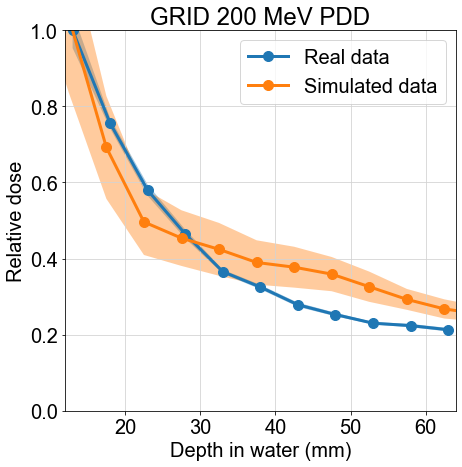 GRID 200 MeV PDD
Real data
Simulated data
Relative dose
1.0
0.8
0.6
0.4
0.2
0.0
20 30 40 50 60
Depth in water (mm)